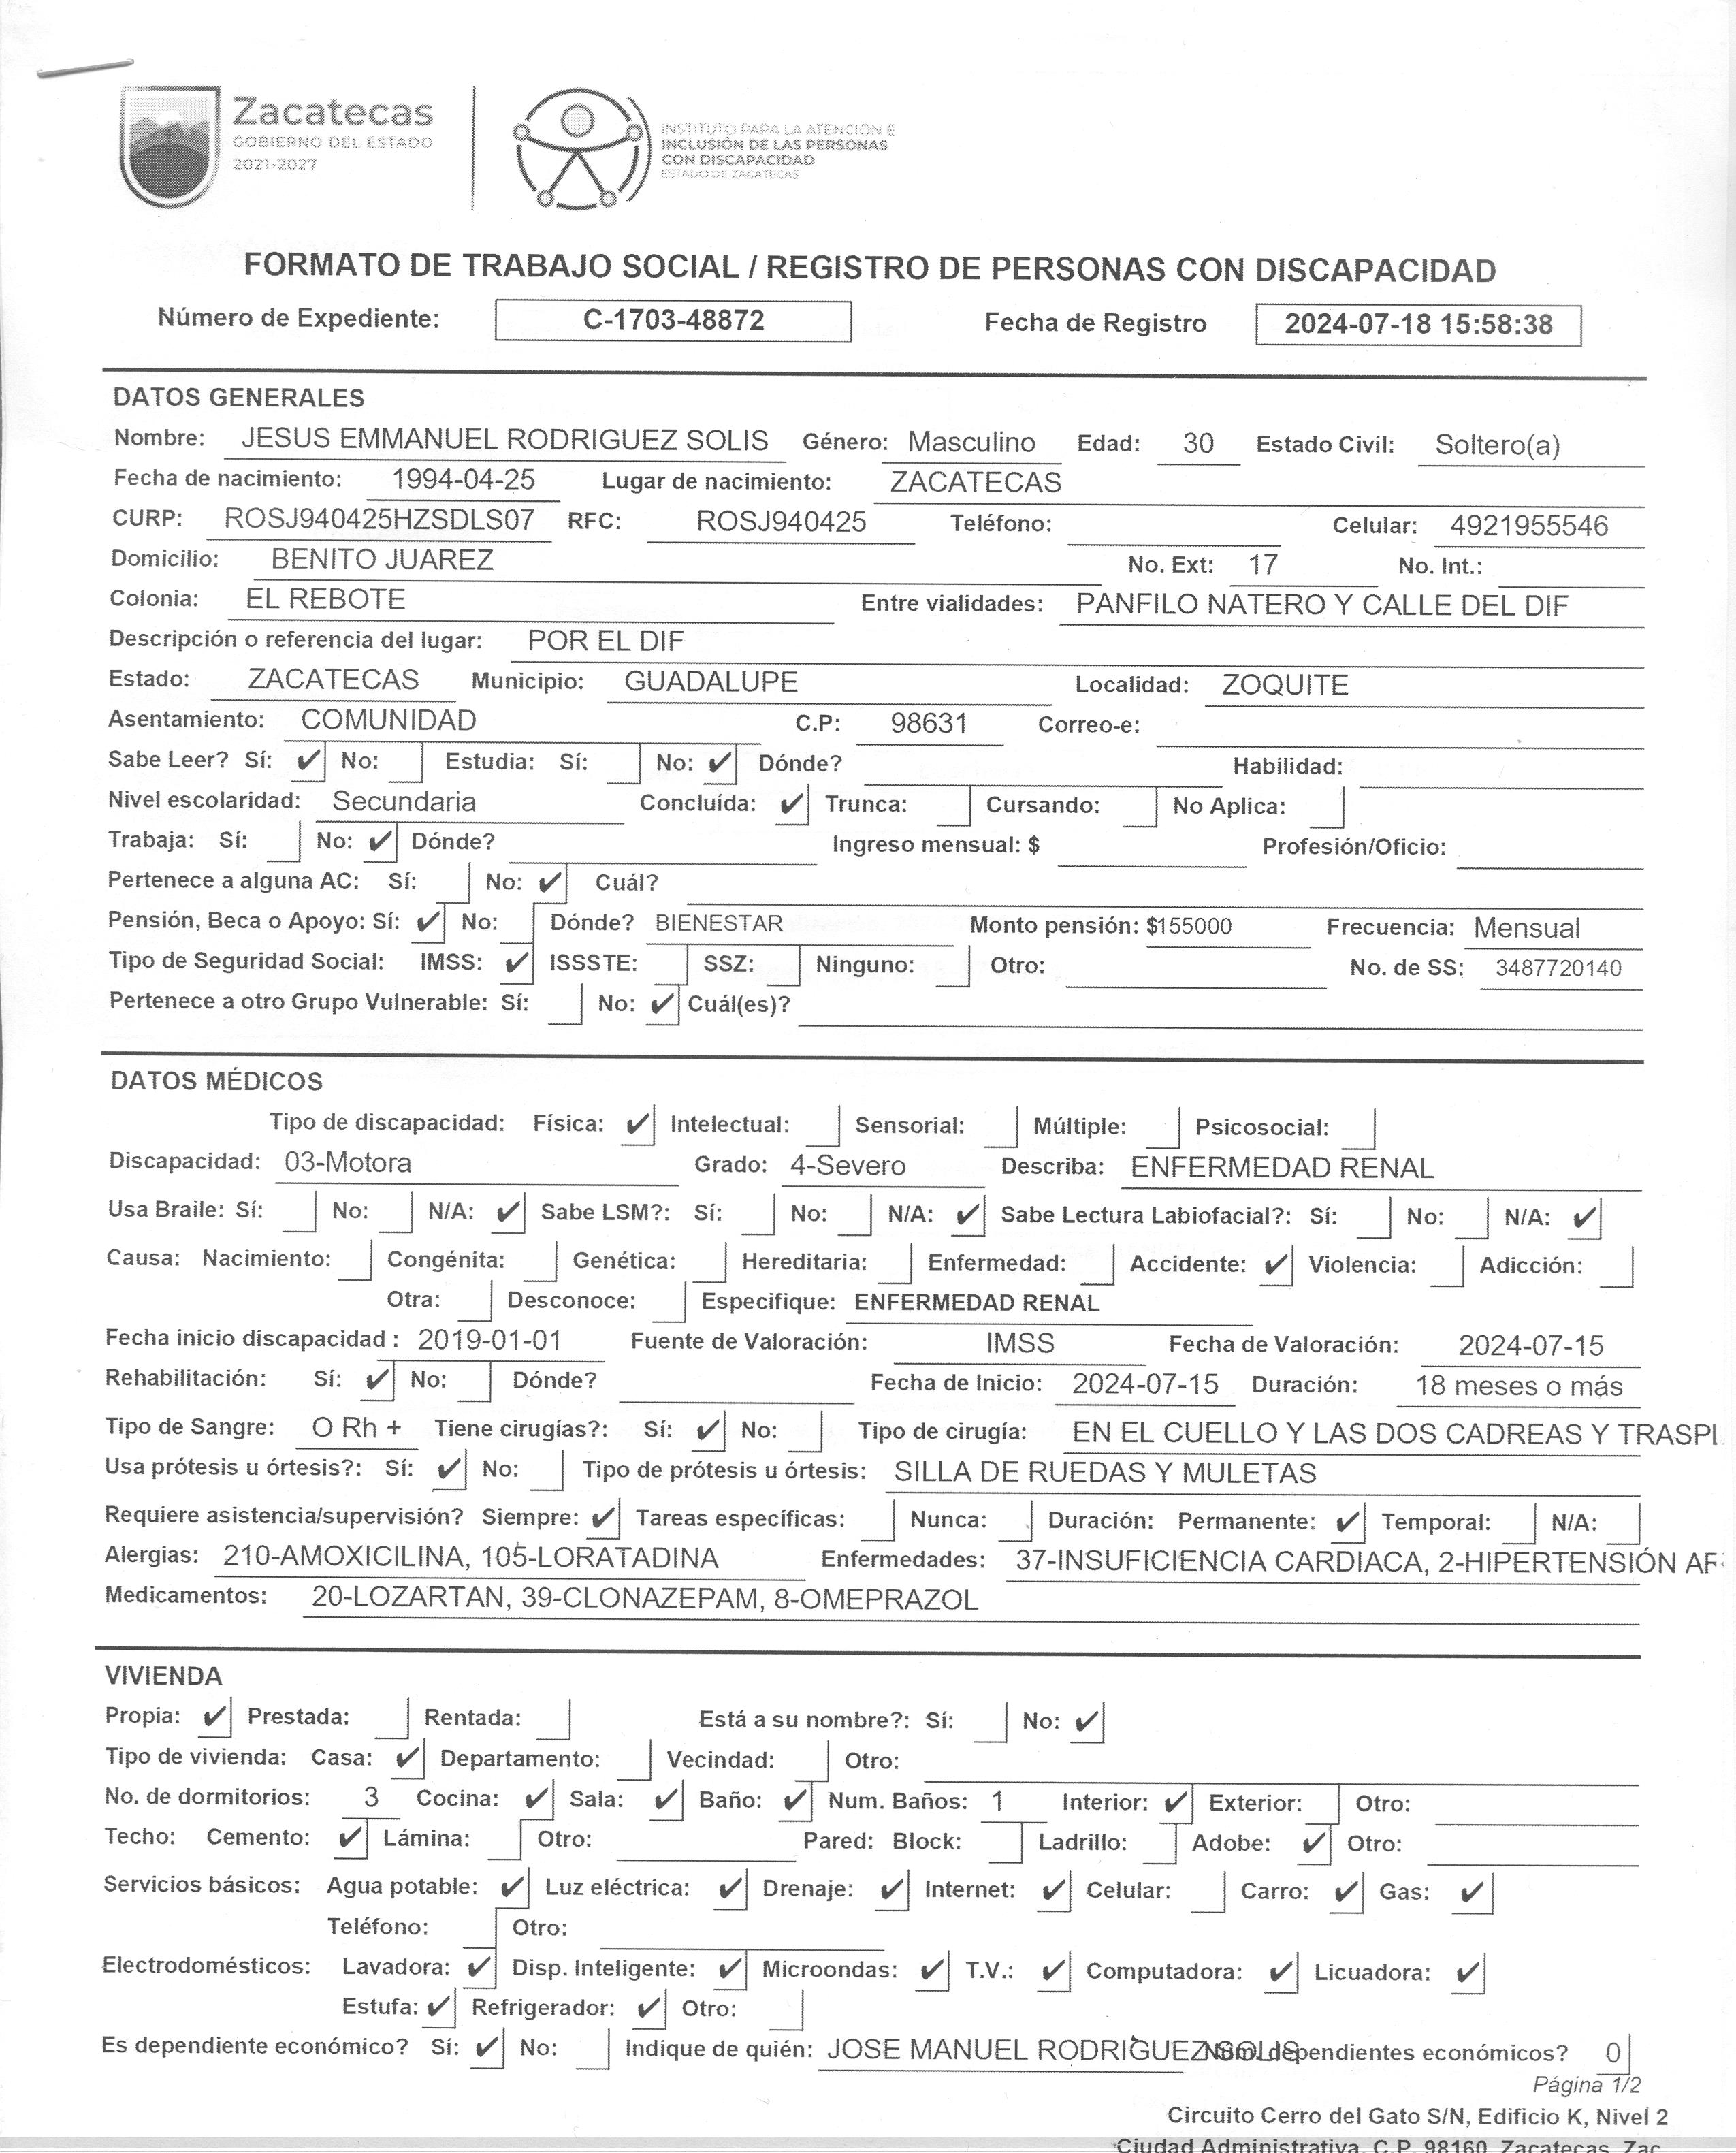 Zacatecas
GOBIERNO DEL ESTADO
2021-2027
INSTITUTO PARA LA ATENCIÓN E
INCLUSIÓN DE LAS PERSONAS
CON DISCAPACIDAD
ESTADO DE ZACATECAS
FORMATO DE TRABAJO SOCIAL / REGISTRO DE PERSONAS CON DISCAPACIDAD
Número de Expediente: C-1703-48872 Fecha de Registro 2024-07-18 15:58:38
DATOS GENERALES
Nombre: JESUS EMMANUEL RODRIGUEZ SOLIS Género: Masculino Edad: 30 Estado Civil: Soltero(a)
Fecha de nacimiento: 1994-04-25 Lugar de nacimiento: ZACATECAS
CURP: ROSJ940425HZSDLS07 RFC: ROSJ940425 Teléfono: Celular: 4921955546
Domicilio: BENITO JUAREZ No. Ext: 17 No. Int.:
Colonia: EL REBOTE Entre vialidades: PANFILO NATERO Y CALLE DEL DIF
Descripción o referencia del lugar: POR EL DIF
Estado: ZACATECAS Municipio: GUADALUPE Localidad: ZOQUITE
Asentamiento: COMUNIDAD C.P: 98631 Correo-e:
Sabe Leer? Sí: ✔ No: Estudia: Sí: No: ✔ Dónde? Habilidad:
Nivel escolaridad: Secundaria Concluída: ✔ Trunca: Cursando: No Aplica:
Trabaja: Sí: No: ✔ Dónde? Ingreso mensual: $ Profesión/Oficio:
Pertenece a alguna AC: Sí: No: ✔ Cuál?
Pensión, Beca o Apoyo: Sí: ✔ No: Dónde? BIENESTAR Monto pensión: $155000 Frecuencia: Mensual
Tipo de Seguridad Social: IMSS: ✔ ISSSTE: SSZ: Ninguno: Otro: No. de SS: 3487720140
Pertenece a otro Grupo Vulnerable: Sí: No: ✔ Cuál(es)?
DATOS MÉDICOS
Tipo de discapacidad: Física: ✔ Intelectual: Sensorial: Múltiple: Psicosocial:
Discapacidad: 03-Motora Grado: 4-Severo Describa: ENFERMEDAD RENAL
Usa Braile: Sí: No: N/A: ✔ Sabe LSM?: Sí: No: N/A: ✔ Sabe Lectura Labiofacial?: Sí: No: N/A: ✔
Causa: Nacimiento: Congénita: Genética: Hereditaria: Enfermedad: Accidente: ✔ Violencia: Adicción:
Otra: Desconoce: Especifique: ENFERMEDAD RENAL
Fecha inicio discapacidad : 2019-01-01 Fuente de Valoración: IMSS Fecha de Valoración: 2024-07-15
Rehabilitación: Sí: ✔ No: Dónde? Fecha de Inicio: 2024-07-15 Duración: 18 meses o más
Tipo de Sangre: O Rh + Tiene cirugías?: Sí: ✔ No: Tipo de cirugía: EN EL CUELLO Y LAS DOS CADREAS Y TRASPL
Usa prótesis u órtesis?: Sí: ✔ No: Tipo de prótesis u órtesis: SILLA DE RUEDAS Y MULETAS
Requiere asistencia/supervisión? Siempre: ✔ Tareas específicas: Nunca: Duración: Permanente: ✔ Temporal: N/A:
Alergias: 210-AMOXICILINA, 105-LORATADINA Enfermedades: 37-INSUFICIENCIA CARDIACA, 2-HIPERTENSIÓN
Medicamentos: 20-LOZARTAN, 39-CLONAZEPAM, 8-OMEPRAZOL
VIVIENDA
Propia: ✔ Prestada: Rentada: Está a su nombre?: Sí: No: ✔
Tipo de vivienda: Casa: ✔ Departamento: Vecindad: Otro:
No. de dormitorios: 3 Cocina: ✔ Sala: ✔ Baño: ✔ Num. Baños: 1 Interior: ✔ Exterior: Otro:
Techo: Cemento: ✔ Lámina: Otro: Pared: Block: Ladrillo: Adobe: ✔ Otro:
Servicios básicos: Agua potable: ✔ Luz eléctrica: ✔ Drenaje: ✔ Internet: ✔ Celular: Carro: ✔ Gas: ✔
Teléfono: Otro:
Electrodomésticos: Lavadora: ✔ Disp. Inteligente: ✔ Microondas: ✔ T.V.: ✔ Computadora: ✔ Licuadora: ✔
Estufa: ✔ Refrigerador: ✔ Otro:
Es dependiente económico? Sí: ✔ No: Indique de quién: JOSE MANUEL RODRIGUEZ SOLIS Núm. dependientes económicos? 0
Página 1/2
Circuito Cerro del Gato S/N, Edificio K, Nivel 2
Ciudad Administrativa, C.P. 98160, Zacatecas, Zac